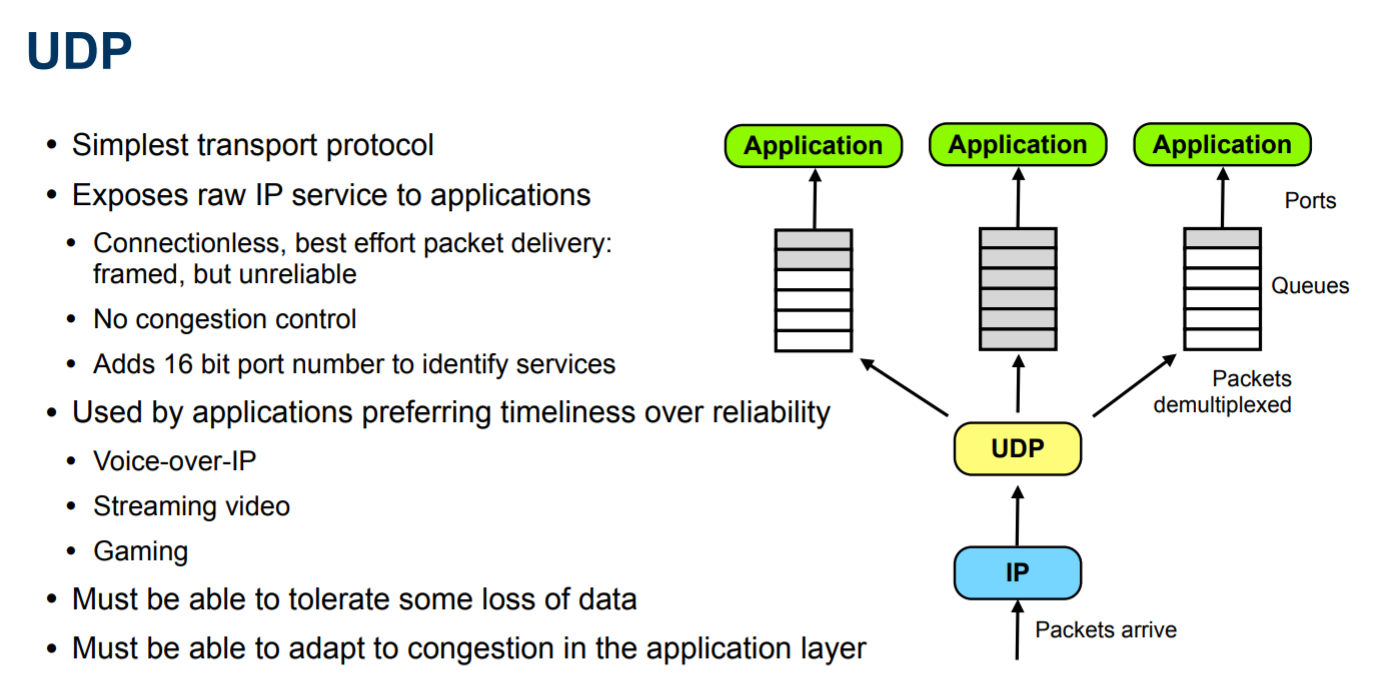 UDP
• Simplest transport protocol
• Exposes raw IP service to applications
• Connectionless, best effort packet delivery:
framed, but unreliable
• No congestion control
• Adds 16 bit port number to identify services
• Used by applications preferring timeliness over reliability
• Voice-over-IP
• Streaming video
• Gaming
• Must be able to tolerate some loss of data
• Must be able to adapt to congestion in the application layer
Application
Application
Application
Ports
Queues
Packets
demultiplexed
UDP
IP
Packets arrive